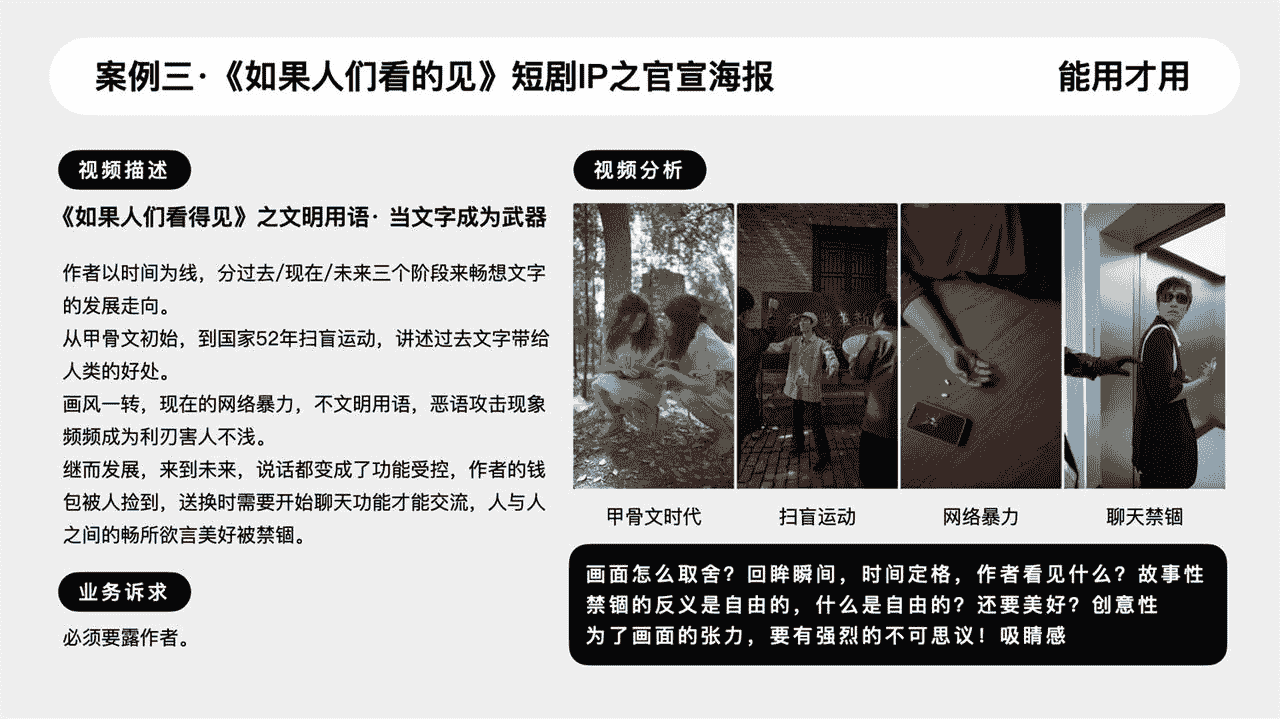 案例三·《如果人们看的见》短剧IP之官宣海报
能用才用
视频描述
《如果人们看得见》之文明用语· 当文字成为武器
作者以时间为线，分过去/现在/未来三个阶段来畅想文字
的发展走向。
从甲骨文初始，到国家52年扫盲运动，讲述过去文字带给
人类的好处。
画风一转，现在的网络暴力，不文明用语，恶语攻击现象
频频成为利刃害人不浅。
继而发展，来到未来，说话都变成了功能受控，作者的钱
包被人捡到，送换时需要开始聊天功能才能交流，人与人
之间的畅所欲言美好被禁锢。
业务诉求
必须要露作者。
视频分析
甲骨文时代
扫盲运动
网络暴力
聊天禁锢
画面怎么取舍？回眸瞬间，时间定格，作者看见什么？故事性
禁锢的反义是自由的，什么是自由的？还要美好？创意性
为了画面的张力，要有强烈的不可思议！吸睛感